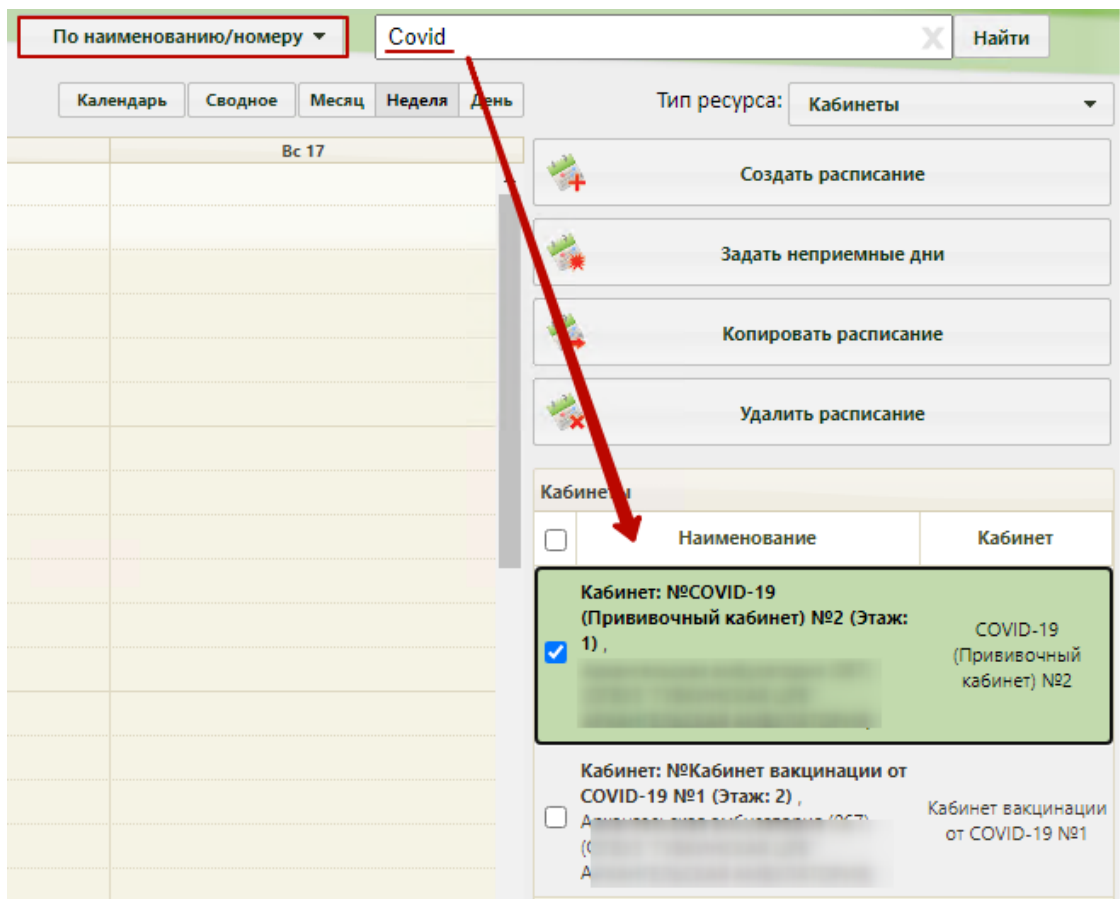 По наименованию/номеру
Covid
X
Найти
Календарь
Сводное
Месяц
Неделя
День
Тип ресурса:
Кабинеты
Вс 17
Создать расписание
Задать неприемные дни
Копировать расписание
Удалить расписание
Кабинеты
Наименование
Кабинет
Кабинет: №COVID-19
(Прививочный кабинет) №2 (Этаж:
1) ,
COVID-19
(Прививочный
кабинет) №2
Кабинет: №Кабинет вакцинации от
COVID-19 №1 (Этаж: 2) ,
Кабинет вакцинации
от COVID-19 №1